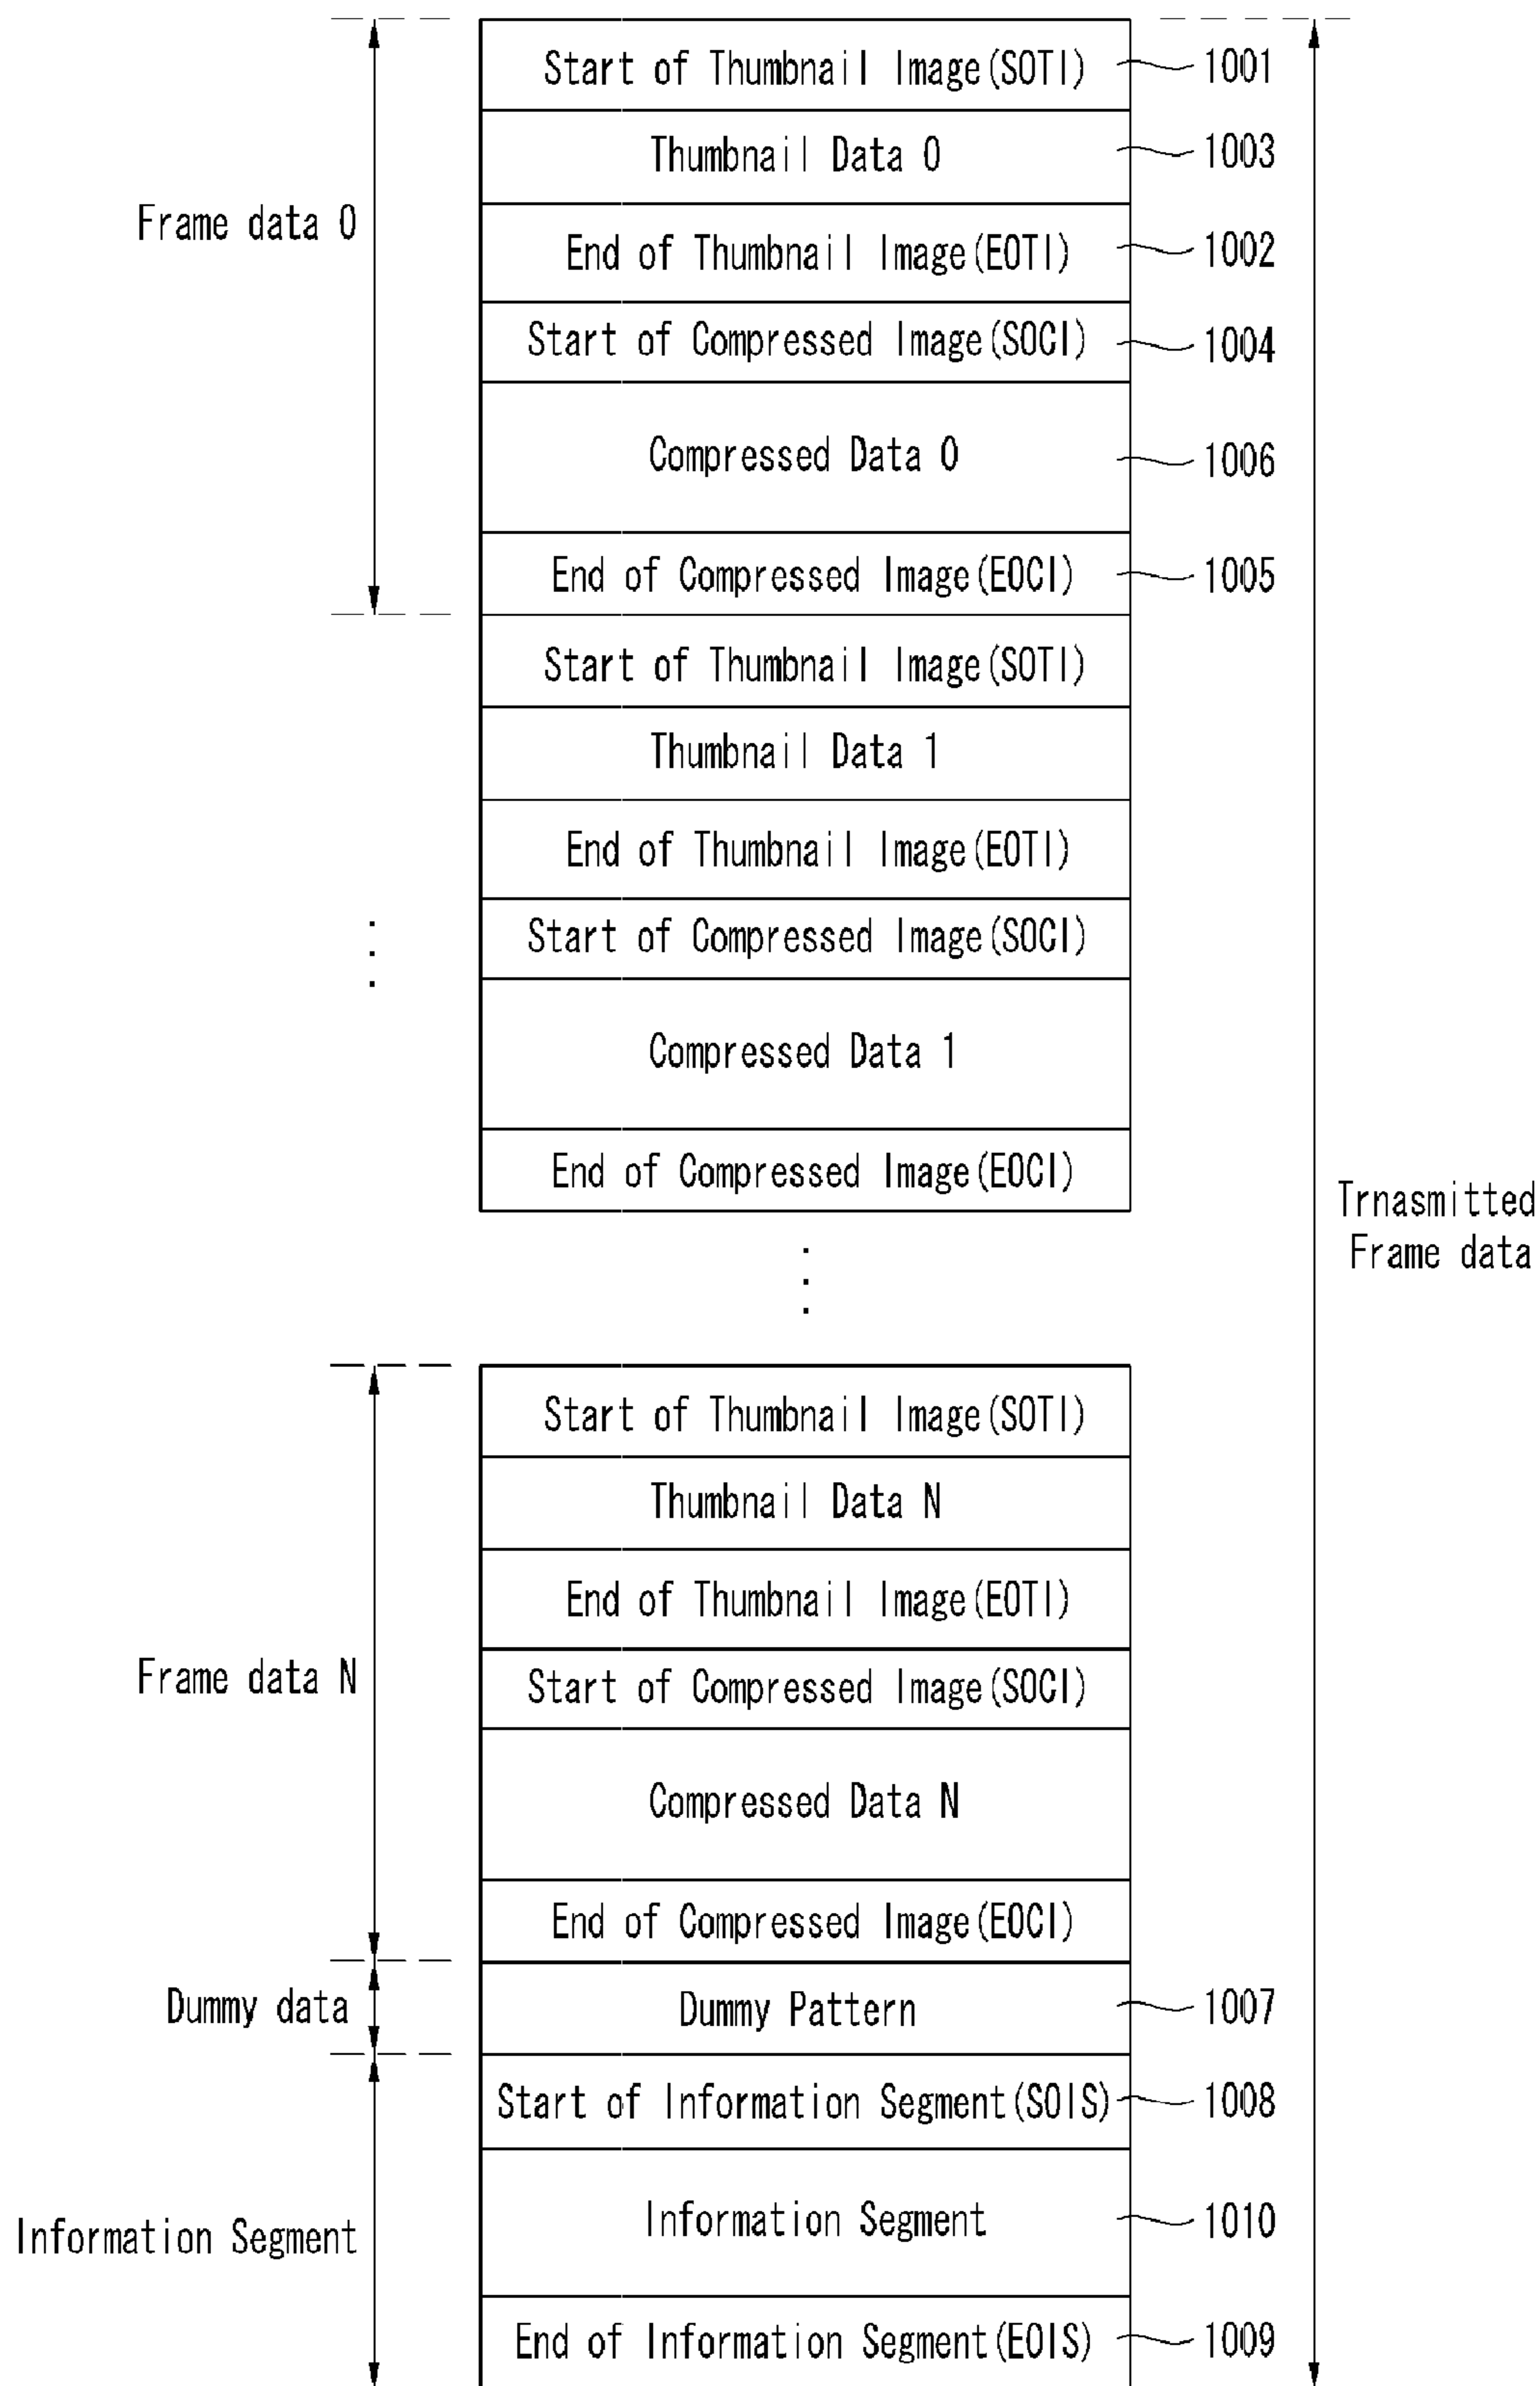 Start of Thumbnail Image(SOTI) 1001
Thumbnail Data 0 1003
Frame data 0
End of Thumbnail Image(EOTI) 1002
Start of Compressed Image(SOCI) 1004
Compressed Data 0 1006
End of Compressed Image(EOCI) 1005
Start of Thumbnail Image(SOTI)
Thumbnail Data 1
End of Thumbnail Image(EOTI)
Start of Compressed Image(SOCI)
Compressed Data 1
End of Compressed Image(EOCI)
Trnasmitted
Frame data
Start of Thumbnail Image(SOTI)
Thumbnail Data N
End of Thumbnail Image(EOTI)
Frame data N
Start of Compressed Image(SOCI)
Compressed Data N
End of Compressed Image(EOCI)
Dummy data
Dummy Pattern 1007
Start of Information Segment(SOIS) 1008
Information Segment
Information Segment 1010
End of Information Segment(EOIS) 1009